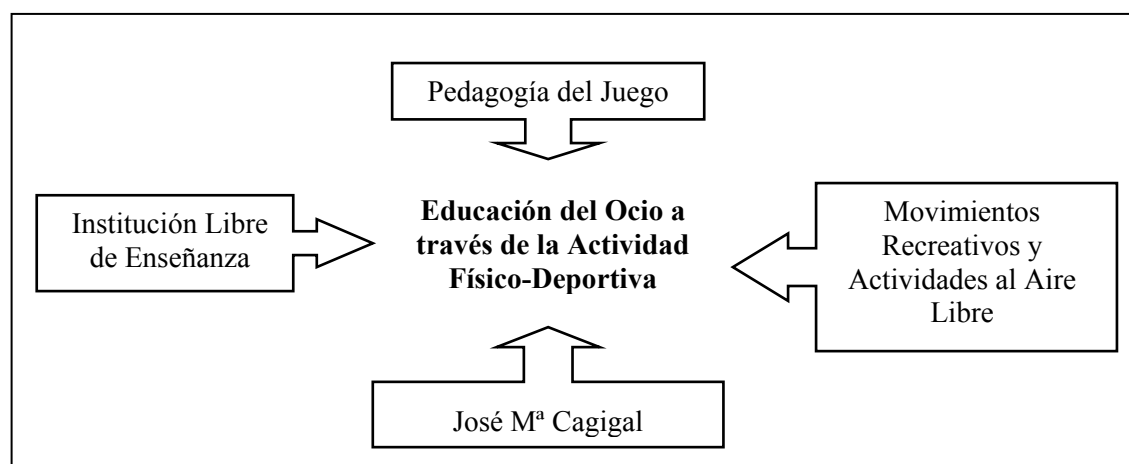 Pedagogía del Juego
Institución Libre
de Enseñanza
Educación del Ocio a
través de la Actividad
Físico-Deportiva
Movimientos
Recreativos y
Actividades al Aire
Libre
José Mª Cagigal